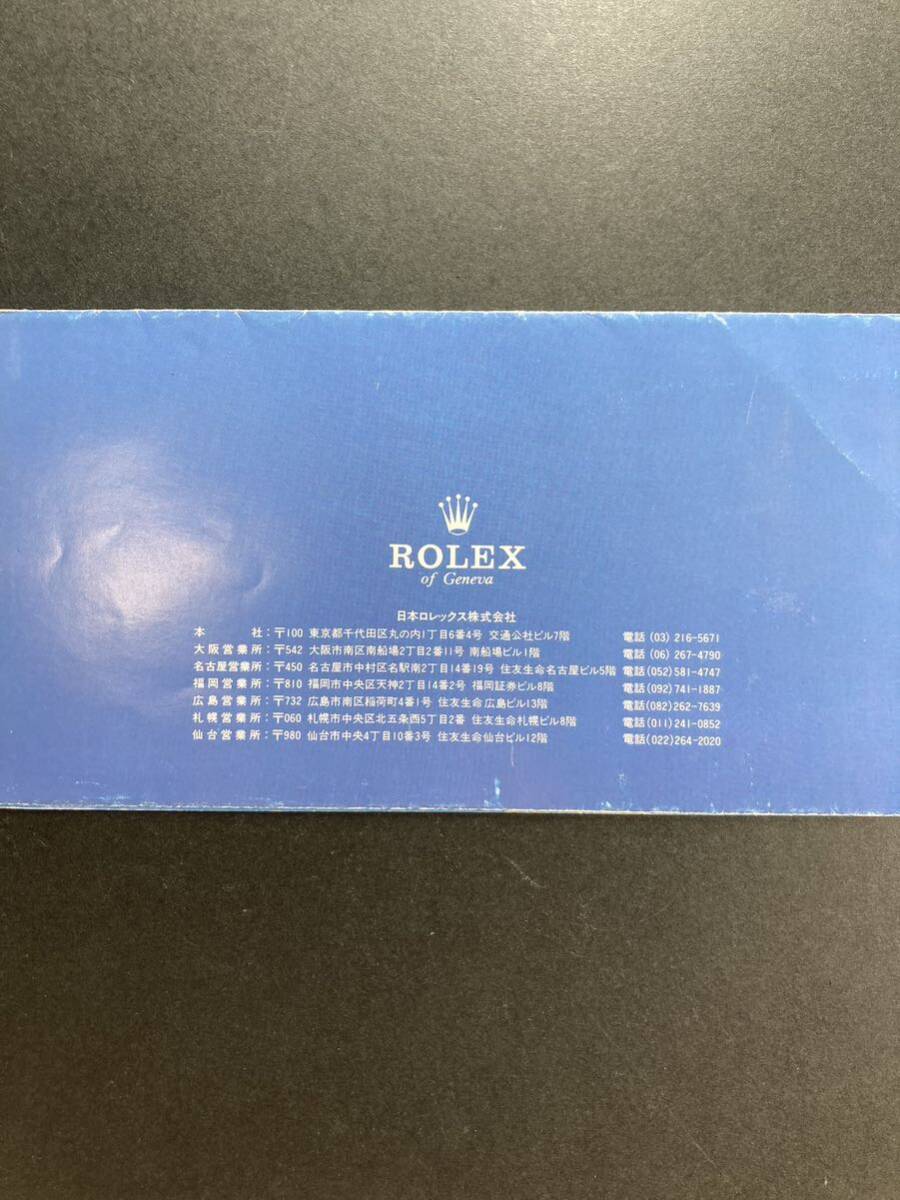 ROLEX
of Geneva
日本ロレックス株式会社
本 社：〒100 東京都千代田区丸の内1丁目6番4号 交通公社ビル7階 電話 (03) 216-5671
大阪営業所：〒542 大阪市南区南船場2丁目2番11号 南船場ビル1階 電話 (06) 267-4790
名古屋営業所：〒450 名古屋市中村区名駅南2丁目14番19号 住友生命名古屋ビル5階 電話(052)581-4747
福岡営業所：〒810 福岡市中央区天神2丁目14番2号 福岡証券ビル8階 電話(092)741-1887
広島営業所：〒732 広島市南区稲荷町4番1号 住友生命広島ビル13階 電話(082)262-7639
札幌営業所：〒060 札幌市中央区北五条西5丁目2番 住友生命札幌ビル8階 電話(011)241-0852
仙台営業所：〒980 仙台市中央4丁目10番3号 住友生命仙台ビル12階 電話(022)264-2020